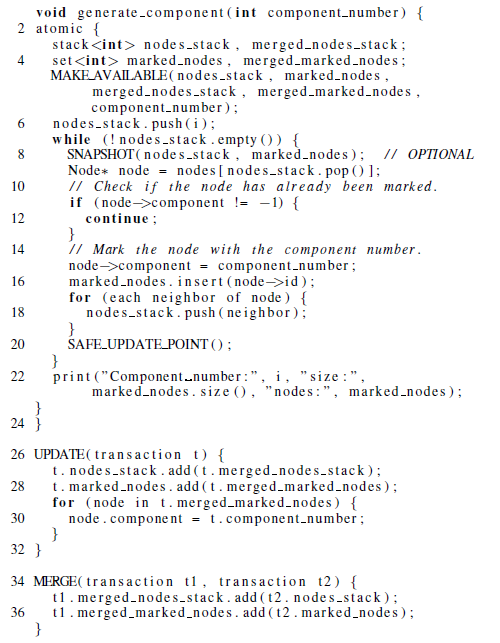 void generate_component(int component_number) {
2 atomic {
stack<int> nodes_stack, merged_nodes_stack;
4 set<int> marked_nodes, merged_marked_nodes;
MAKE_AVAILABLE(nodes_stack, marked_nodes,
merged_nodes_stack, merged_marked_nodes,
component_number);
6 nodes_stack.push(i);
while (!nodes_stack.empty()) {
8 SNAPSHOT(nodes_stack, marked_nodes); // OPTIONAL
Node* node = nodes[nodes_stack.pop()];
10 // Check if the node has already been marked.
if (node->component != -1) {
12 continue;
}
14 // Mark the node with the component number.
node->component = component_number;
16 marked_nodes.insert(node->id);
for (each neighbor of node) {
18 nodes_stack.push(neighbor);
}
20 SAFE_UPDATE_POINT();
}
22 print("Component_number:", i, "size:",
marked_nodes.size(), "nodes:", marked_nodes);
}
24 }
26 UPDATE(transaction t) {
t.nodes_stack.add(t.merged_nodes_stack);
28 t.marked_nodes.add(t.merged_marked_nodes);
for (node in t.merged_marked_nodes) {
30 node.component = t.component_number;
}
32 }
34 MERGE(transaction t1, transaction t2) {
t1.merged_nodes_stack.add(t2.nodes_stack);
36 t1.merged_marked_nodes.add(t2.marked_nodes);
}